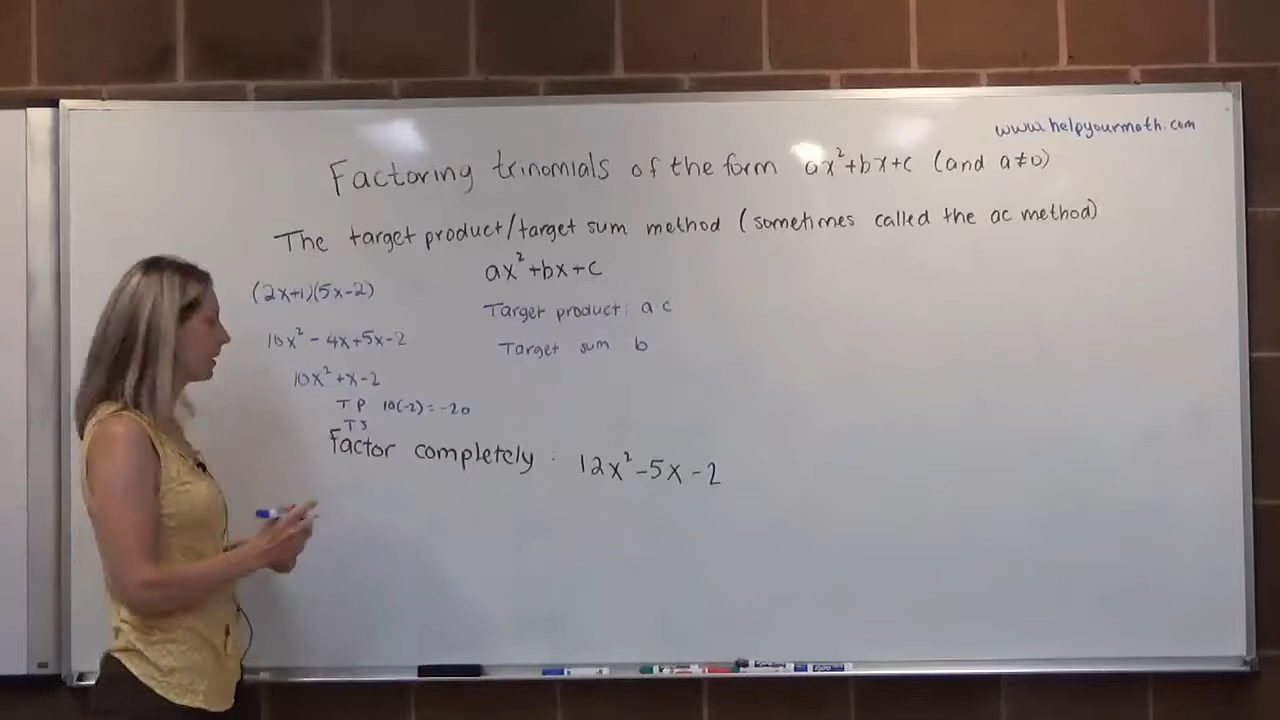 www.helpyourmath.com
Factoring trinomials of the form ax²+bx+c (and a≠0)
The target product/target sum method (sometimes called the ac method)
ax²+bx+c
Target product: ac
Target sum b
(2x+1)(5x-2)
10x² - 4x+5x-2
10x² +x-2
TP 10(-2) = -20
TS
Factor completely: 12x²-5x-2